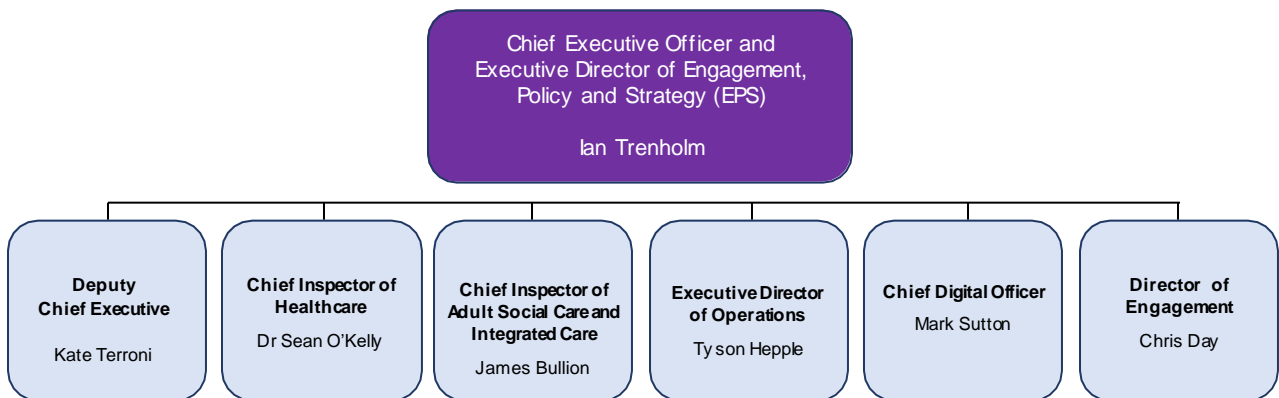 Chief Executive Officer and
Executive Director of Engagement,
Policy and Strategy (EPS)
Ian Trenholm
Deputy
Chief Executive
Kate Terroni
Chief Inspector of
Healthcare
Dr Sean O'Kelly
Chief Inspector of
Adult Social Care and
Integrated Care
James Bullion
Executive Director
of Operations
Tyson Hepple
Chief Digital Officer
Mark Sutton
Director of
Engagement
Chris Day